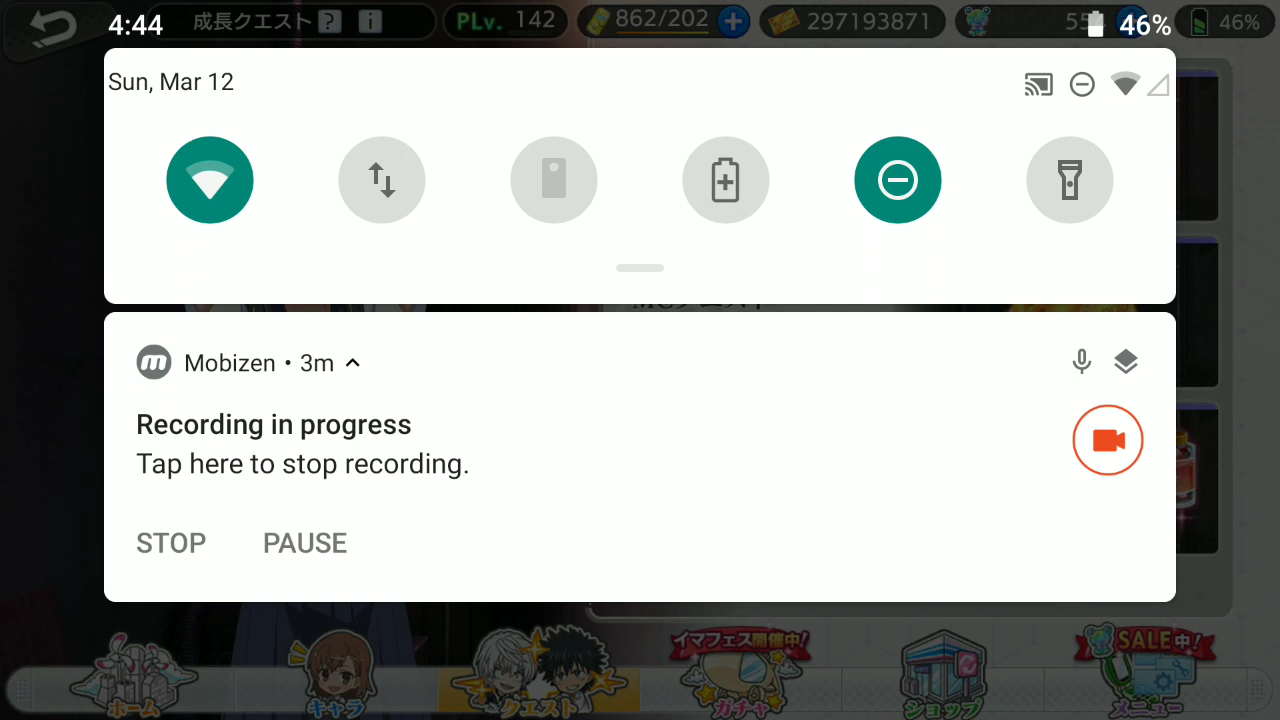 4:44
成長クエスト ? i
PLv. 142
862/202
297193871
46%
46%
Sun, Mar 12
Mobizen • 3m
Recording in progress
Tap here to stop recording.
STOP PAUSE
ホーム
キャラ
クエスト
イマフェス開催中!
ガチャ
ショップ
SALE中!
メニュー